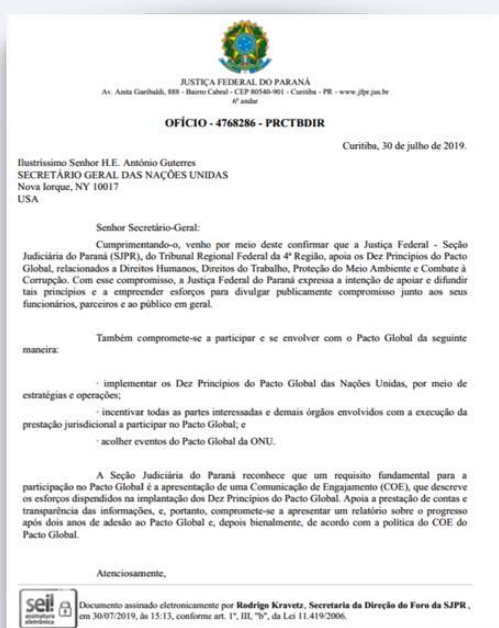 JUSTIÇA FEDERAL DO PARANÁ
Av. Anita Garibaldi, 888 - Bairro Cabral - CEP 80540-901 - Curitiba - PR - www.jfpr.jus.br
6º andar
OFÍCIO - 4768286 - PRCTBDIR
Curitiba, 30 de julho de 2019.
Ilustríssimo Senhor H.E. António Guterres
SECRETÁRIO GERAL DAS NAÇÕES UNIDAS
Nova Iorque, NY 10017
USA
Senhor Secretário-Geral:
Cumprimentando-o, venho por meio deste confirmar que a Justiça Federal - Seção
Judiciária do Paraná (SJPR), do Tribunal Regional Federal da 4ª Região, apoia os Dez Princípios do Pacto
Global, relacionados a Direitos Humanos, Direitos do Trabalho, Proteção do Meio Ambiente e Combate à
Corrupção. Com esse compromisso, a Justiça Federal do Paraná expressa a intenção de apoiar e difundir
tais princípios e a empreender esforços para divulgar publicamente compromisso junto aos seus
funcionários, parceiros e ao público em geral.
Também compromete-se a participar e se envolver com o Pacto Global da seguinte
maneira:
· implementar os Dez Princípios do Pacto Global das Nações Unidas, por meio de
estratégias e operações;
· incentivar todas as partes interessadas e demais órgãos envolvidos com a execução da
prestação jurisdicional a participar no Pacto Global; e
· acolher eventos do Pacto Global da ONU.
A Seção Judiciária do Paraná reconhece que um requisito fundamental para a
participação no Pacto Global é a apresentação de uma Comunicação de Engajamento (COE), que descreve
os esforços dispendidos na implantação dos Dez Princípios do Pacto Global. Apoia a prestação de contas e
transparência das informações, e, portanto, compromete-se a apresentar um relatório sobre o progresso
após dois anos de adesão ao Pacto Global e, depois bienalmente, de acordo com a política do COE do
Pacto Global.
Atenciosamente,
sei!
assinatura
eletrônica
Documento assinado eletronicamente por Rodrigo Kravetz, Secretaria da Direção do Foro da SJPR,
em 30/07/2019, às 15:13, conforme art. 1º, III, "b", da Lei 11.419/2006.